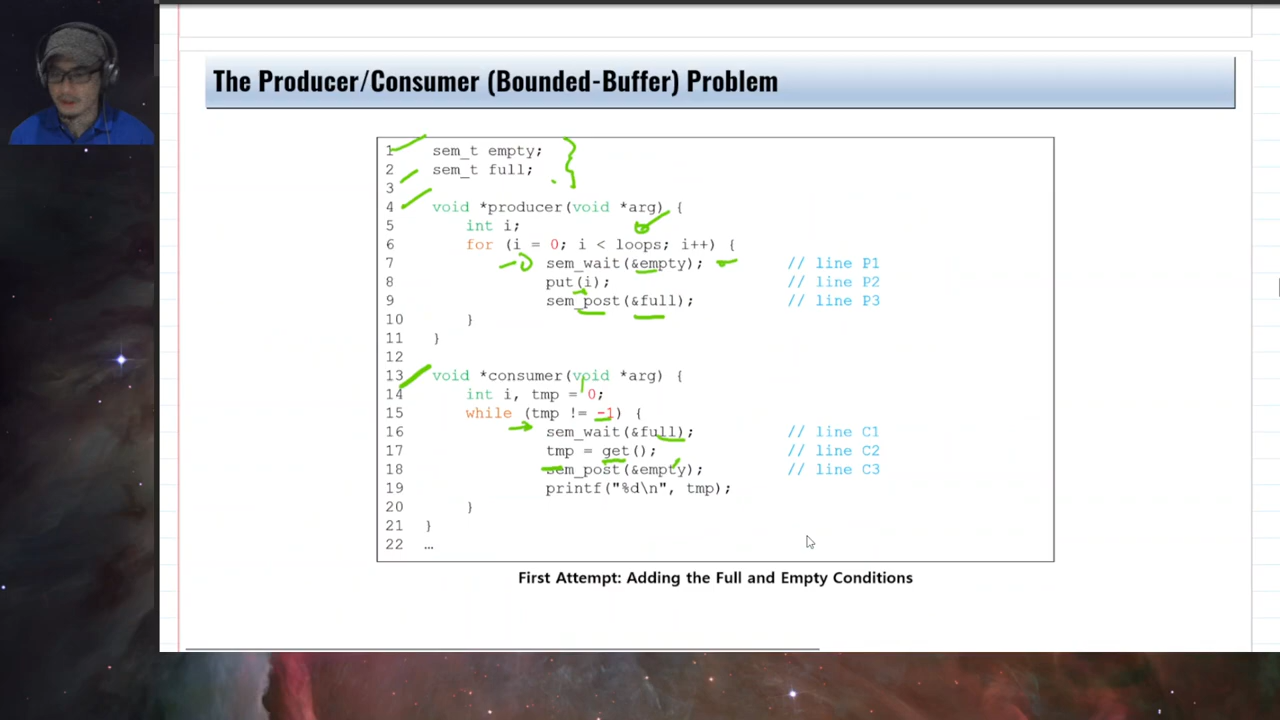 The Producer/Consumer (Bounded-Buffer) Problem
1 sem_t empty;
2 sem_t full;
3
4 void *producer(void *arg) {
5 int i;
6 for (i = 0; i < loops; i++) {
7 sem_wait(&empty); // line P1
8 put(i); // line P2
9 sem_post(&full); // line P3
10 }
11 }
12
13 void *consumer(void *arg) {
14 int i, tmp = 0;
15 while (tmp != -1) {
16 sem_wait(&full); // line C1
17 tmp = get(); // line C2
18 sem_post(&empty); // line C3
19 printf("%d\n", tmp);
20 }
21 }
22 …
First Attempt: Adding the Full and Empty Conditions